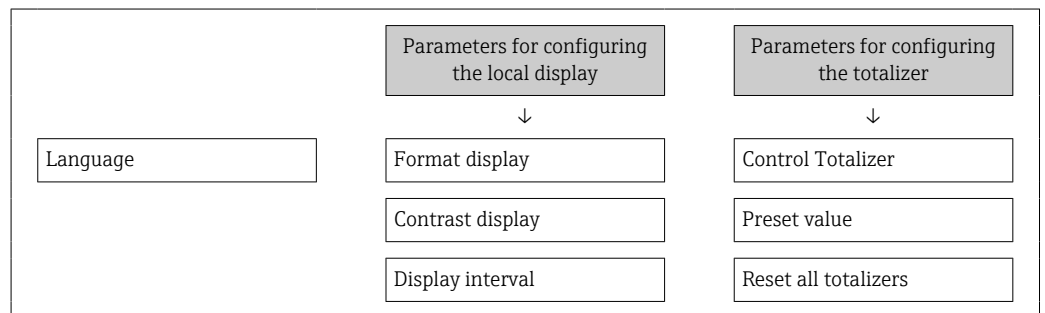 Parameters for configuring
the local display
Parameters for configuring
the totalizer
↓
↓
Language
Format display
Control Totalizer
Contrast display
Preset value
Display interval
Reset all totalizers